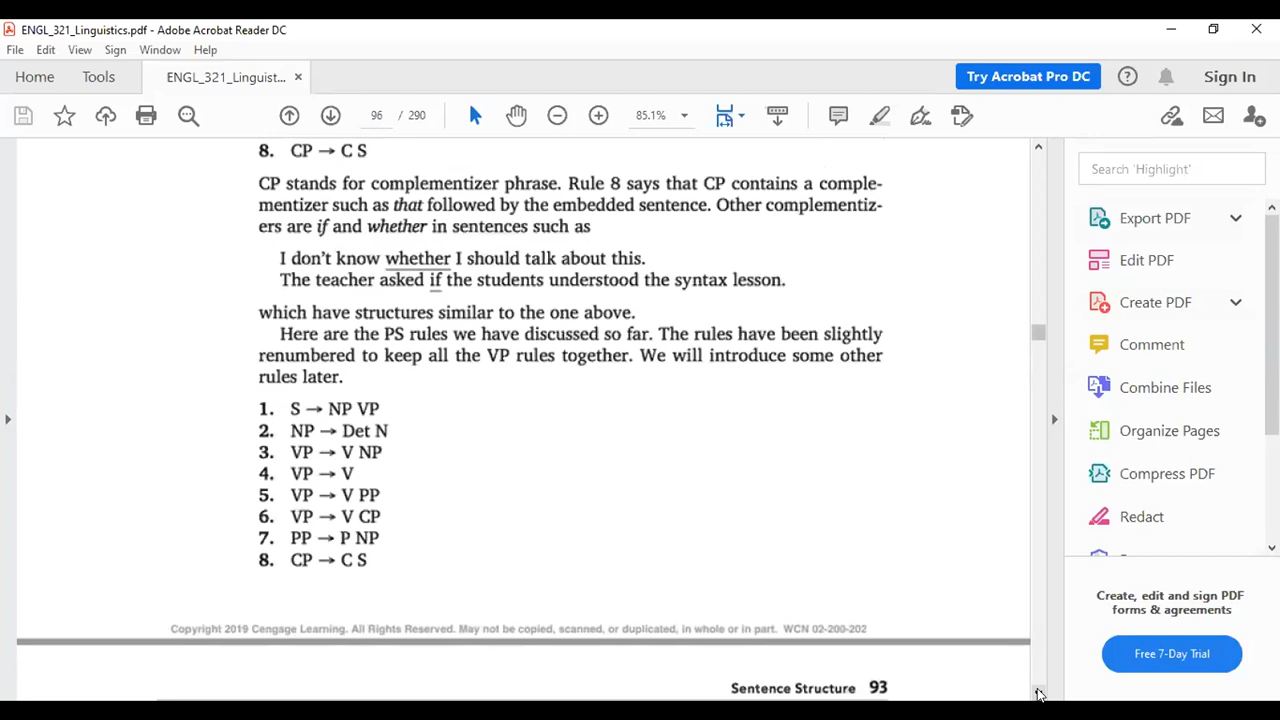 ENGL_321_Linguistics.pdf - Adobe Acrobat Reader DC
File Edit View Sign Window Help
Home Tools ENGL_321_Linguist... × Try Acrobat Pro DC Sign In
96 / 290 85.1%
8. CP → C S
CP stands for complementizer phrase. Rule 8 says that CP contains a comple-
mentizer such as that followed by the embedded sentence. Other complementiz-
ers are if and whether in sentences such as
I don't know whether I should talk about this.
The teacher asked if the students understood the syntax lesson.
which have structures similar to the one above.
Here are the PS rules we have discussed so far. The rules have been slightly
renumbered to keep all the VP rules together. We will introduce some other
rules later.
1. S → NP VP
2. NP → Det N
3. VP → V NP
4. VP → V
5. VP → V PP
6. VP → V CP
7. PP → P NP
8. CP → C S
Copyright 2019 Cengage Learning. All Rights Reserved. May not be copied, scanned, or duplicated, in whole or in part. WCN 02-200-202
Sentence Structure 93
Search 'Highlight'
Export PDF
Edit PDF
Create PDF
Comment
Combine Files
Organize Pages
Compress PDF
Redact
Create, edit and sign PDF
forms & agreements
Free 7-Day Trial